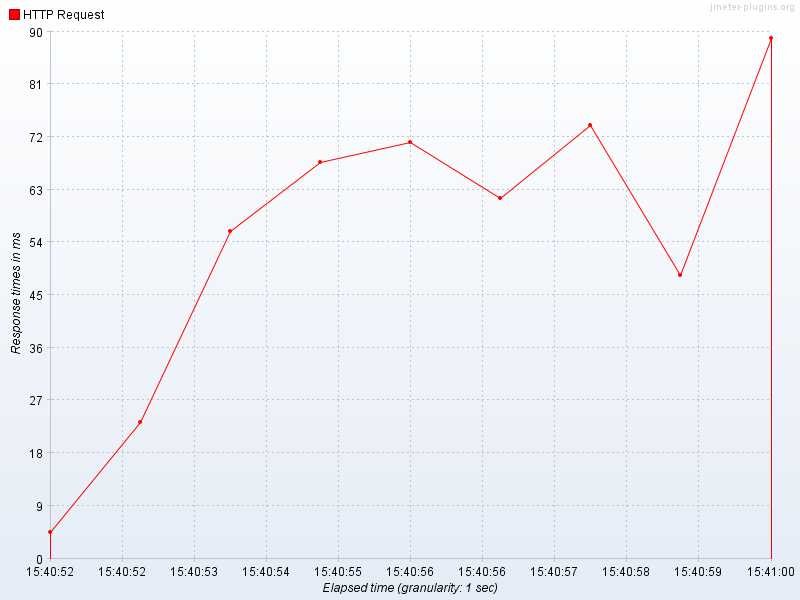 jmeter-plugins.org
HTTP Request
90
81
72
63
54
45
36
27
18
9
0
Response times in ms
15:40:52 15:40:52 15:40:53 15:40:54 15:40:55 15:40:56 15:40:56 15:40:57 15:40:58 15:40:59 15:41:00
Elapsed time (granularity: 1 sec)